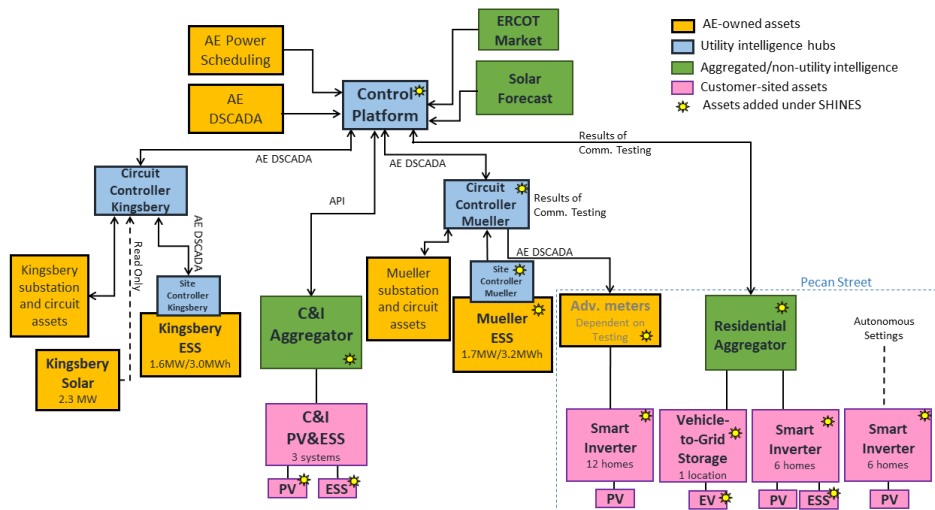 AE Power
Scheduling
AE
DSCADA
Control
Platform
ERCOT
Market
Solar
Forecast
AE-owned assets
Utility intelligence hubs
Aggregated/non-utility intelligence
Customer-sited assets
Assets added under SHINES
AE DSCADA
API
AE DSCADA
Results of
Comm. Testing
Circuit
Controller
Kingsbery
Circuit
Controller
Mueller
Results of
Comm. Testing
Read Only
AE DSCADA
AE DSCADA
Kingsbery
substation
and circuit
assets
Site
Controller
Kingsbery
Kingsbery
ESS
1.6MW/3.0MWh
Kingsbery
Solar
2.3 MW
C&I
Aggregator
C&I
PV&ESS
3 systems
PV
ESS
Mueller
substation
and circuit
assets
Site
Controller
Mueller
Mueller
ESS
1.7MW/3.2MWh
Pecan Street
Adv. meters
Dependent on
Testing
Residential
Aggregator
Autonomous
Settings
Smart
Inverter
12 homes
PV
Vehicle-
to-Grid
Storage
1 location
EV
Smart
Inverter
6 homes
PV
ESS
Smart
Inverter
6 homes
PV